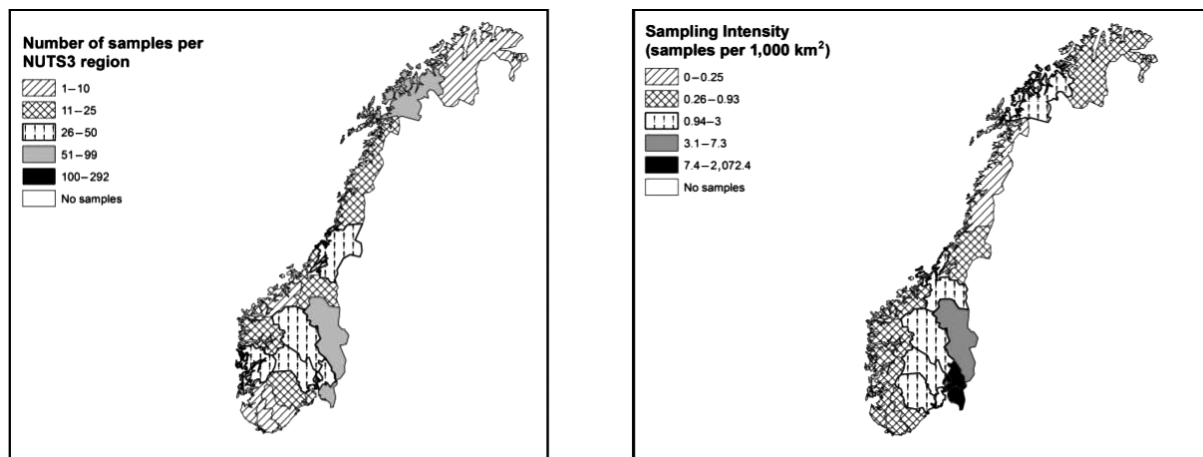 Number of samples per
NUTS3 region
1–10
11–25
26–50
51–99
100–292
No samples
Sampling Intensity
(samples per 1,000 km²)
0–0.25
0.26–0.93
0.94–3
3.1–7.3
7.4–2,072.4
No samples